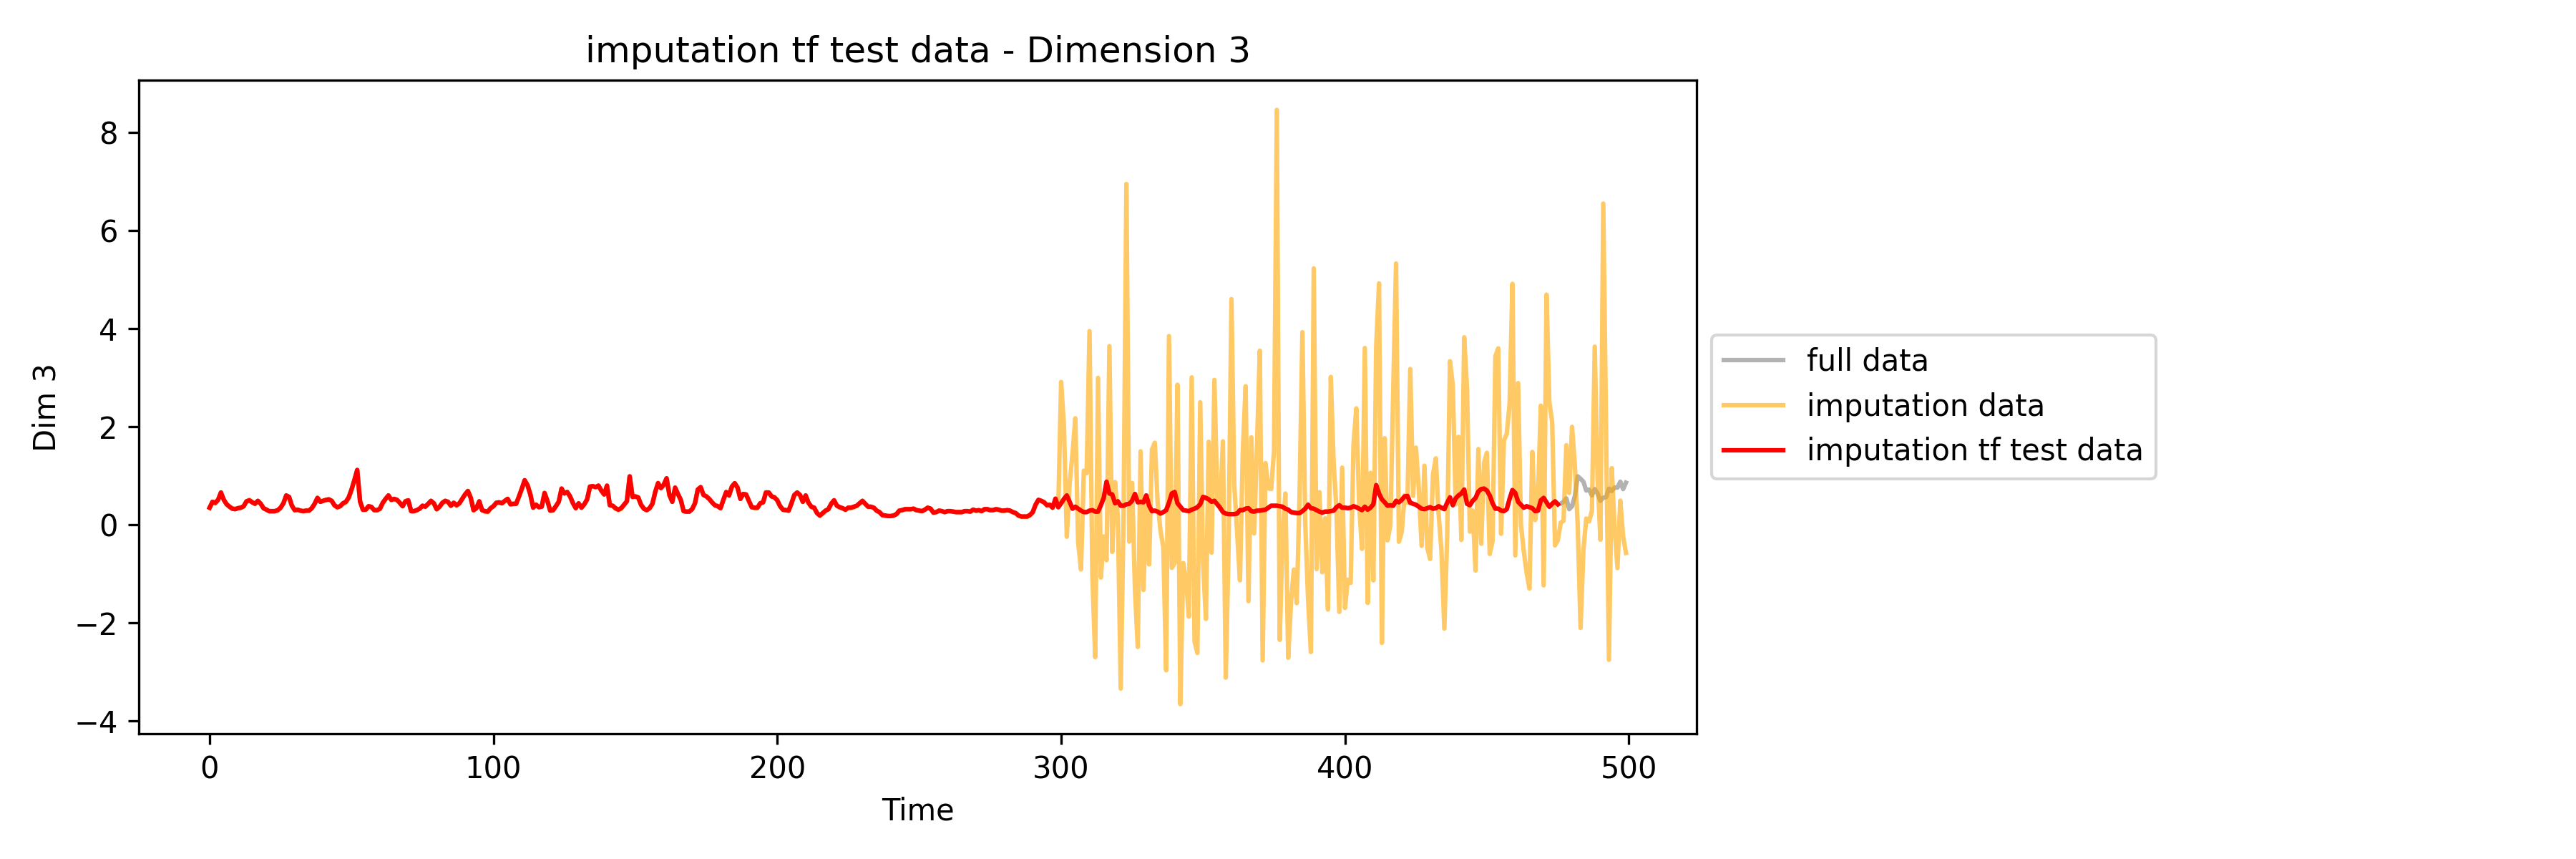 imputation tf test data - Dimension 3
8
6
4
2
0
−2
−4
Dim 3
0 100 200 300 400 500
Time
full data
imputation data
imputation tf test data